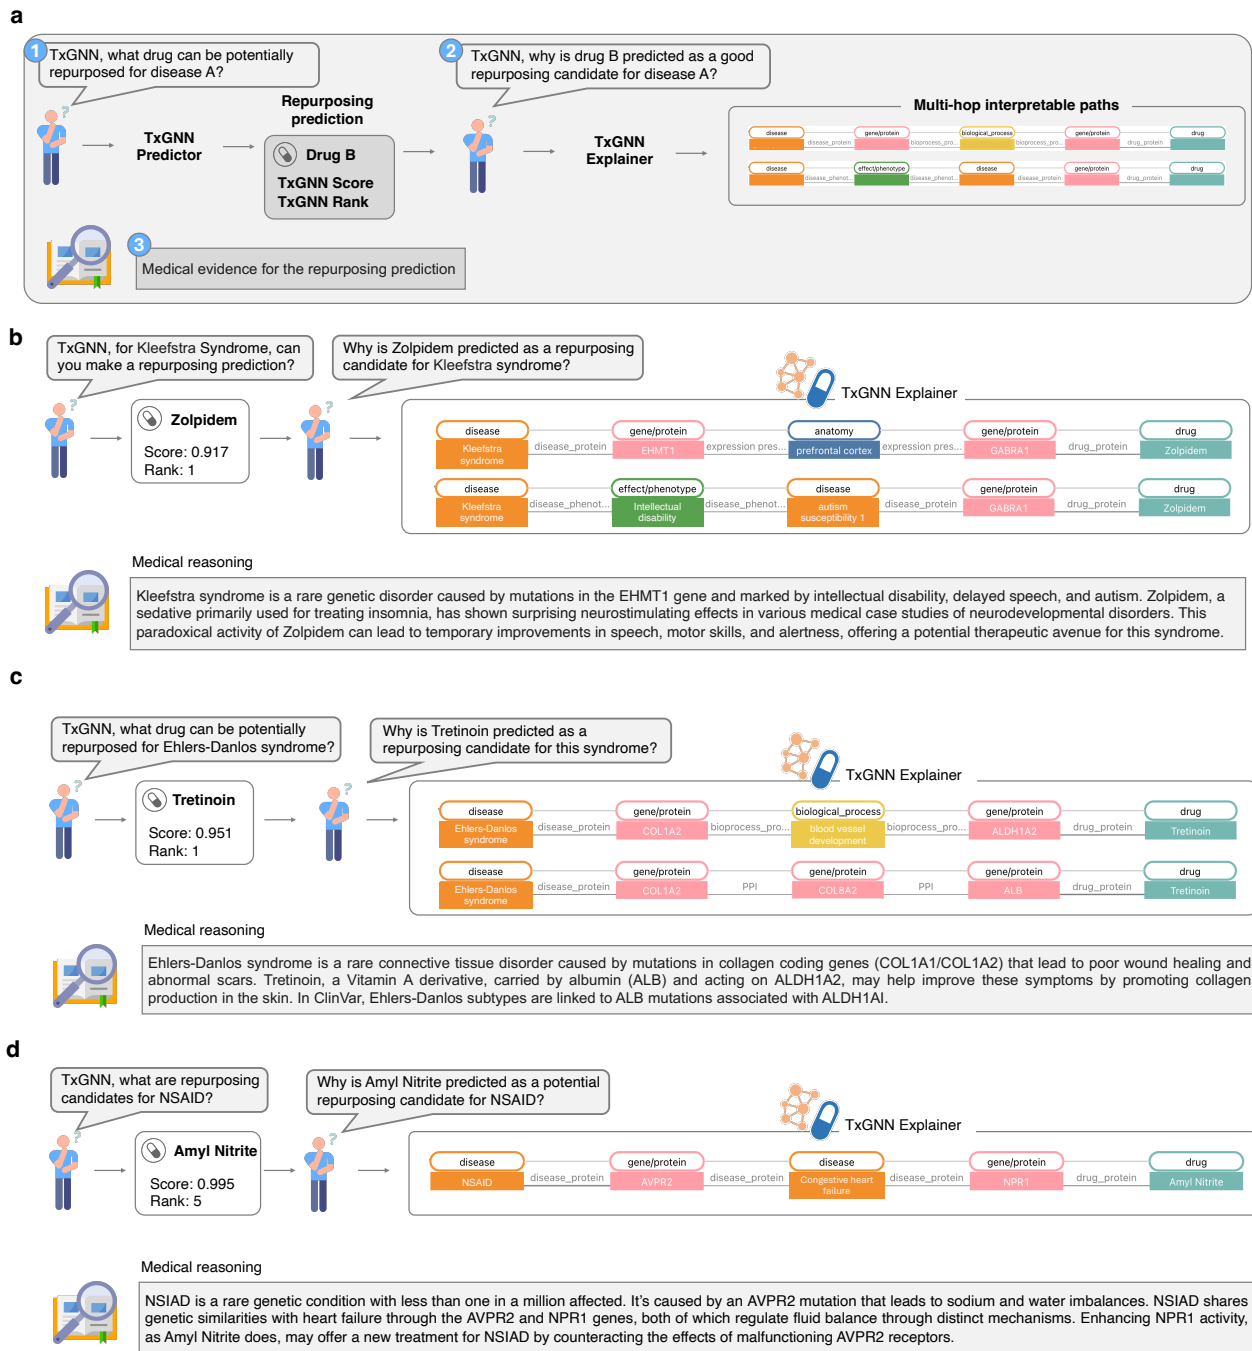 a
1
TxGNN, what drug can be potentially
repurposed for disease A?
2
TxGNN, why is drug B predicted as a good
repurposing candidate for disease A?
?
TxGNN
Predictor
Repurposing
prediction
Drug B
TxGNN Score
TxGNN Rank
?
TxGNN
Explainer
Multi-hop interpretable paths
disease
gene/protein
biological_process
gene/protein
drug
disease_protein
bioprocess_pro...
bioprocess_pro...
drug_protein
disease
effect/phenotype
disease
gene/protein
drug
disease_phenot...
disease_phenot...
disease_protein
drug_protein
3
Medical evidence for the repurposing prediction
b
TxGNN, for Kleefstra Syndrome, can
you make a repurposing prediction?
Why is Zolpidem predicted as a repurposing
candidate for Kleefstra syndrome?
?
Zolpidem
Score: 0.917
Rank: 1
?
TxGNN Explainer
disease
gene/protein
anatomy
gene/protein
drug
Kleefstra
syndrome
disease_protein
EHMT1
expression pres...
prefrontal cortex
expression pres...
GABRA1
drug_protein
Zolpidem
disease
effect/phenotype
disease
gene/protein
drug
Kleefstra
syndrome
disease_phenot...
Intellectual
disability
disease_phenot...
autism
susceptibility 1
disease_protein
GABRA1
drug_protein
Zolpidem
Medical reasoning
Kleefstra syndrome is a rare genetic disorder caused by mutations in the EHMT1 gene and marked by intellectual disability, delayed speech, and autism. Zolpidem, a
sedative primarily used for treating insomnia, has shown surprising neurostimulating effects in various medical case studies of neurodevelopmental disorders. This
paradoxical activity of Zolpidem can lead to temporary improvements in speech, motor skills, and alertness, offering a potential therapeutic avenue for this syndrome.
c
TxGNN, what drug can be potentially
repurposed for Ehlers-Danlos syndrome?
Why is Tretinoin predicted as a
repurposing candidate for this syndrome?
?
Tretinoin
Score: 0.951
Rank: 1
?
TxGNN Explainer
disease
gene/protein
biological_process
gene/protein
drug
Ehlers-Danlos
syndrome
disease_protein
COL1A2
bioprocess_pro...
blood vessel
development
bioprocess_pro...
ALDH1A2
drug_protein
Tretinoin
disease
gene/protein
gene/protein
gene/protein
drug
Ehlers-Danlos
syndrome
disease_protein
COL1A2
PPI
COL8A2
PPI
ALB
drug_protein
Tretinoin
Medical reasoning
Ehlers-Danlos syndrome is a rare connective tissue disorder caused by mutations in collagen coding genes (COL1A1/COL1A2) that lead to poor wound healing and
abnormal scars. Tretinoin, a Vitamin A derivative, carried by albumin (ALB) and acting on ALDH1A2, may help improve these symptoms by promoting collagen
production in the skin. In ClinVar, Ehlers-Danlos subtypes are linked to ALB mutations associated with ALDH1AI.
d
TxGNN, what are repurposing
candidates for NSAID?
Why is Amyl Nitrite predicted as a potential
repurposing candidate for NSAID?
?
Amyl Nitrite
Score: 0.995
Rank: 5
?
TxGNN Explainer
disease
gene/protein
disease
gene/protein
drug
NSAID
disease_protein
AVPR2
disease_protein
Congestive heart
failure
disease_protein
NPR1
drug_protein
Amyl Nitrite
Medical reasoning
NSIAD is a rare genetic condition with less than one in a million affected. It's caused by an AVPR2 mutation that leads to sodium and water imbalances. NSIAD shares
genetic similarities with heart failure through the AVPR2 and NPR1 genes, both of which regulate fluid balance through distinct mechanisms. Enhancing NPR1 activity,
as Amyl Nitrite does, may offer a new treatment for NSIAD by counteracting the effects of malfunctioning AVPR2 receptors.